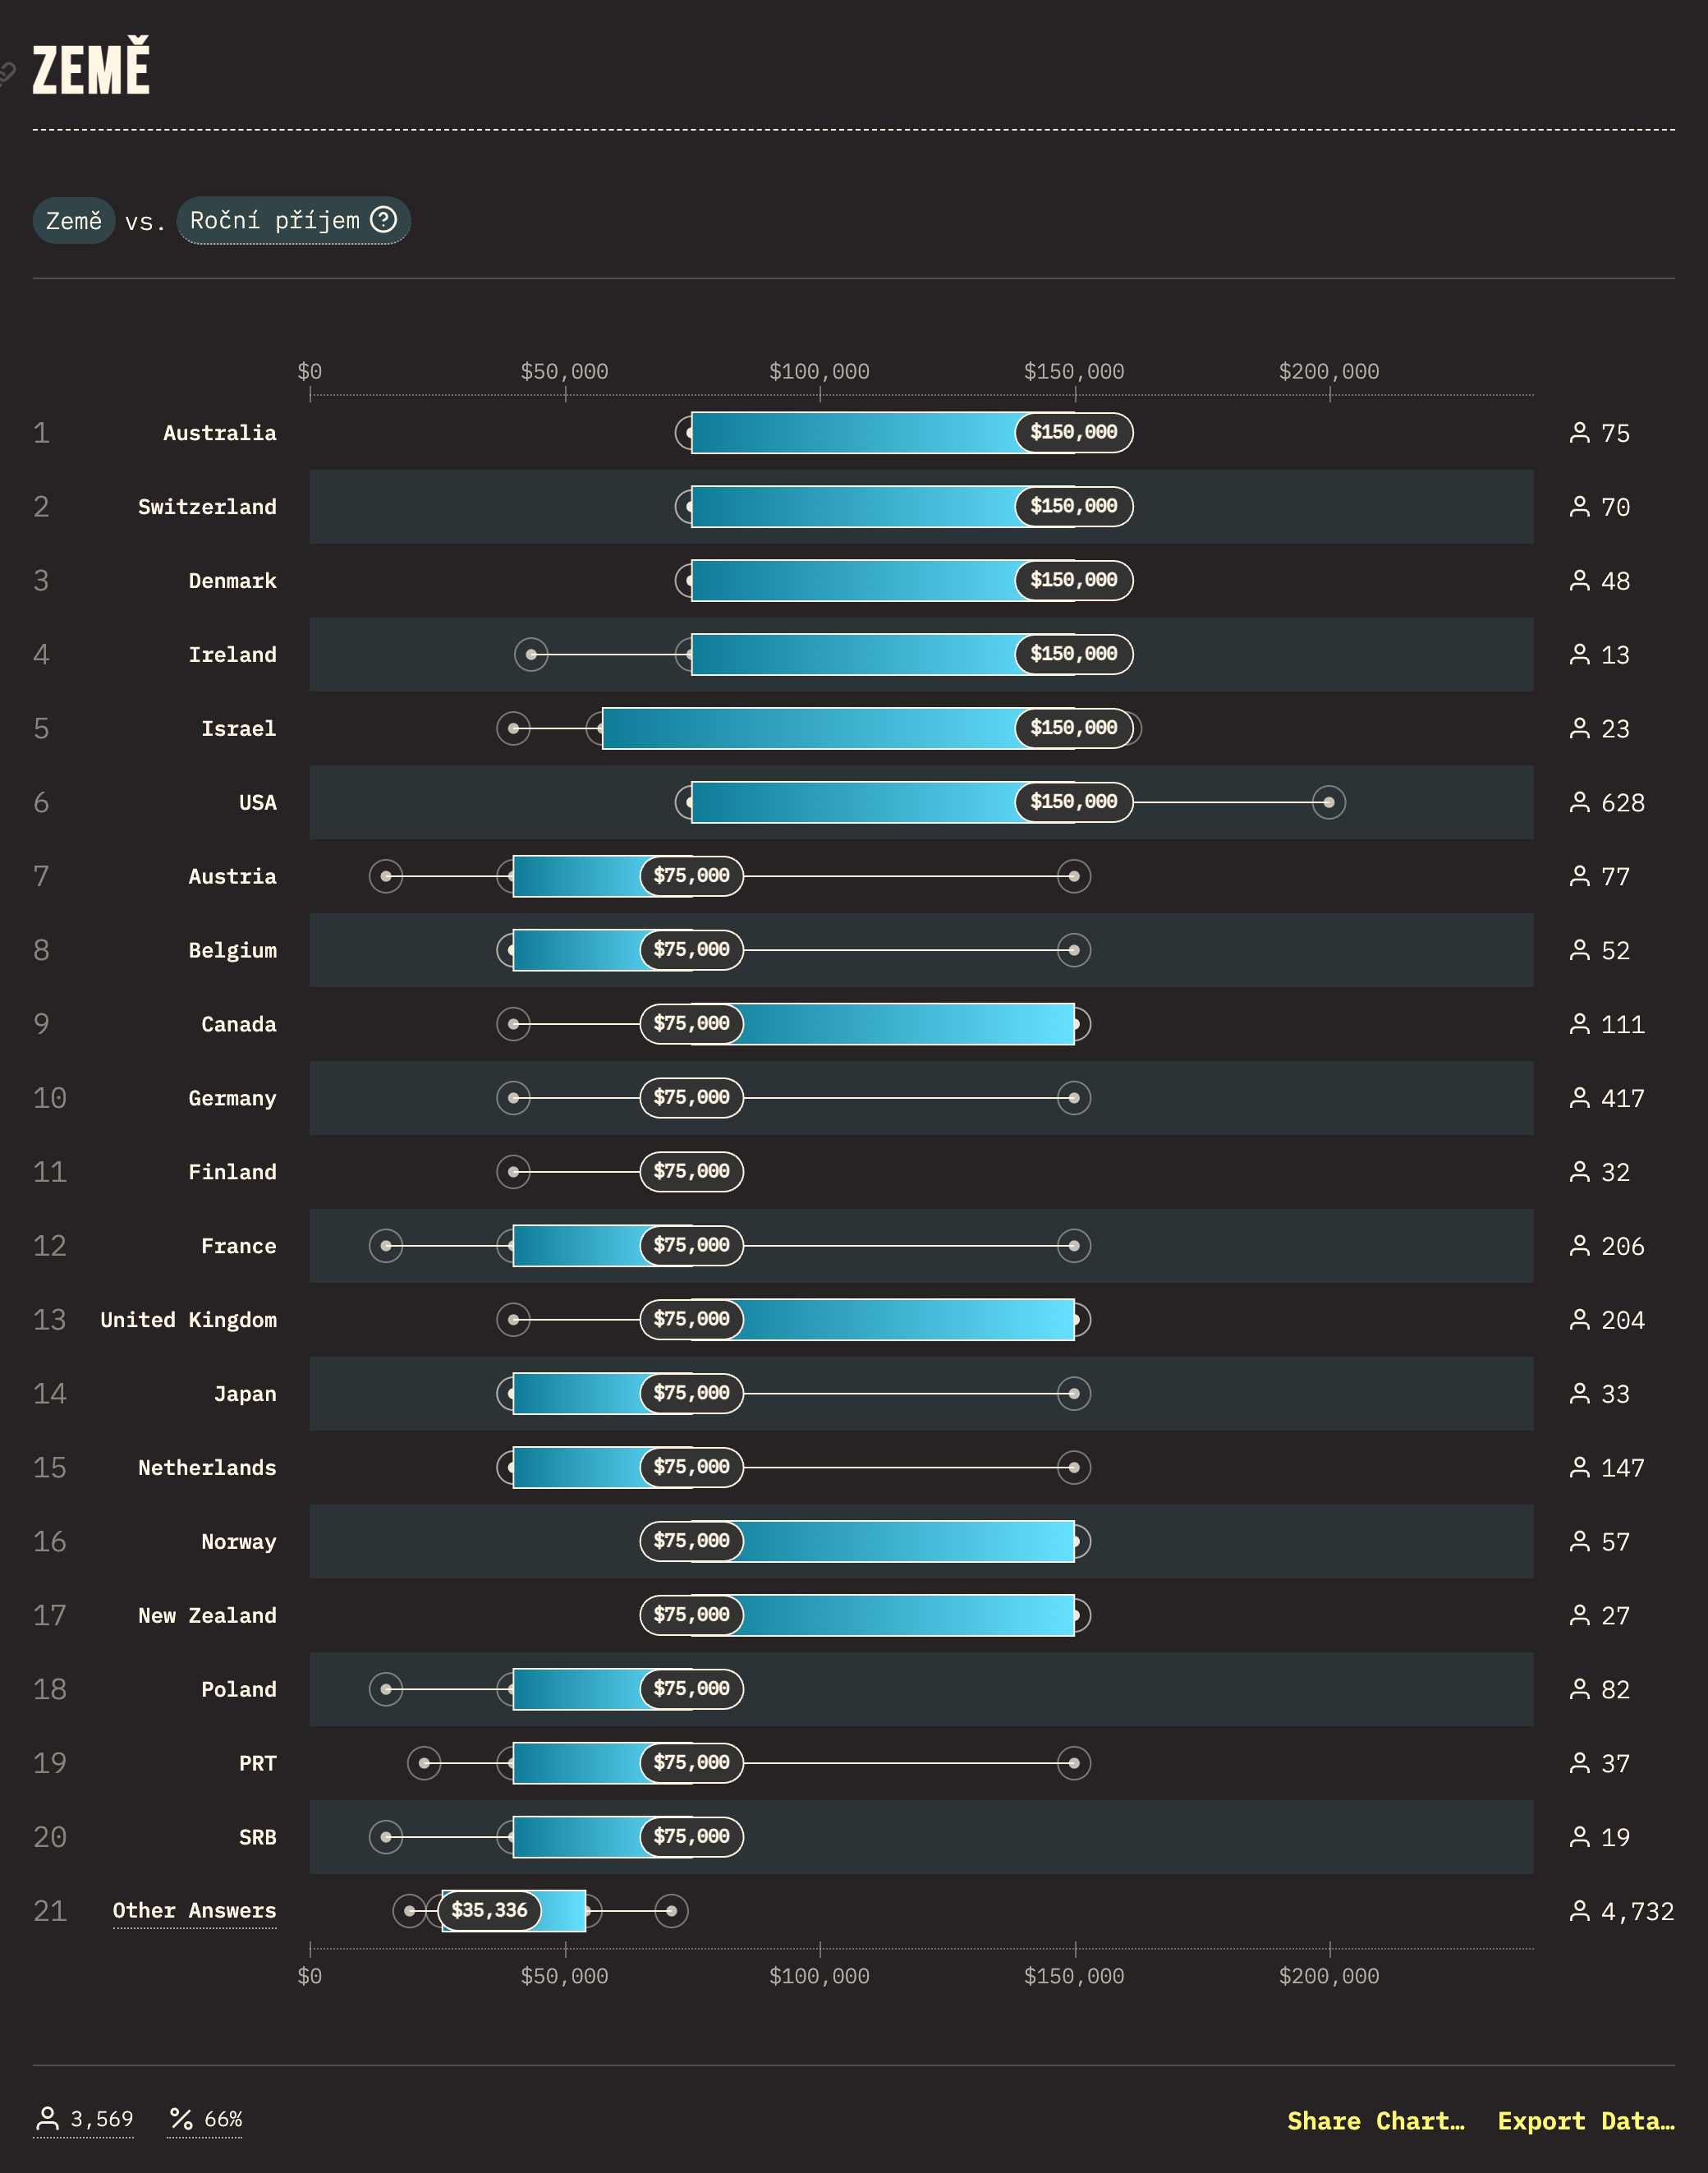 ZEMĚ
Země vs. Roční příjem ?
$0 $50,000 $100,000 $150,000 $200,000
1 Australia $150,000 75
2 Switzerland $150,000 70
3 Denmark $150,000 48
4 Ireland $150,000 13
5 Israel $150,000 23
6 USA $150,000 628
7 Austria $75,000 77
8 Belgium $75,000 52
9 Canada $75,000 111
10 Germany $75,000 417
11 Finland $75,000 32
12 France $75,000 206
13 United Kingdom $75,000 204
14 Japan $75,000 33
15 Netherlands $75,000 147
16 Norway $75,000 57
17 New Zealand $75,000 27
18 Poland $75,000 82
19 PRT $75,000 37
20 SRB $75,000 19
21 Other Answers $35,336 4,732
$0 $50,000 $100,000 $150,000 $200,000
3,569 % 66% Share Chart… Export Data…